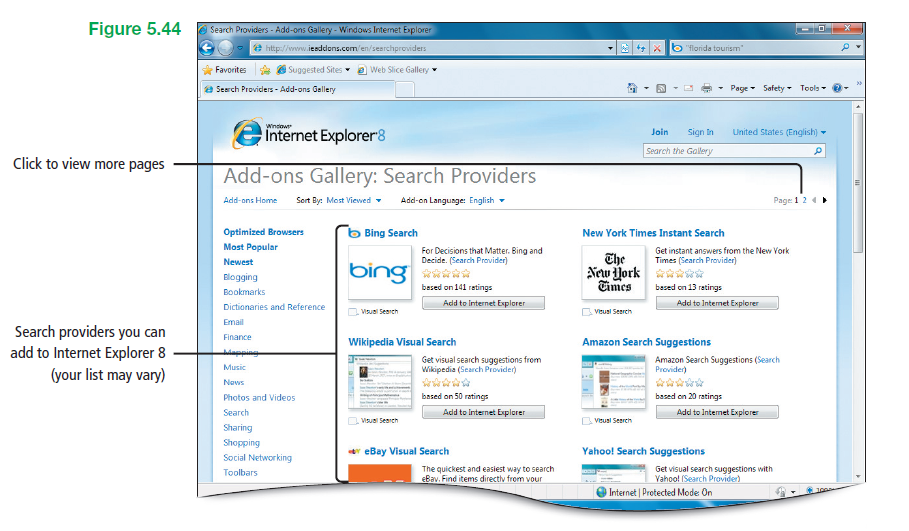 Figure 5.44
Search Providers - Add-ons Gallery - Windows Internet Explorer
http://www.ieaddons.com/en/searchproviders
"florida tourism"
Favorites
Suggested Sites
Web Slice Gallery
Search Providers - Add-ons Gallery
Page
Safety
Tools
Windows
Internet Explorer 8
Join
Sign In
United States (English)
Search the Gallery
Click to view more pages
Add-ons Gallery: Search Providers
Add-ons Home
Sort By: Most Viewed
Add-on Language: English
Page: 1 2
Optimized Browsers
Most Popular
Newest
Blogging
Bookmarks
Dictionaries and Reference
Email
Finance
Mapping
Music
News
Photos and Videos
Search
Sharing
Shopping
Social Networking
Toolbars
Search providers you can
add to Internet Explorer 8
(your list may vary)
Bing Search
bing
For Decisions that Matter. Bing and
Decide. (Search Provider)
based on 141 ratings
Add to Internet Explorer
Visual Search
New York Times Instant Search
The
New York
Times
Get instant answers from the New York
Times (Search Provider)
based on 13 ratings
Add to Internet Explorer
Visual Search
Wikipedia Visual Search
Get visual search suggestions from
Wikipedia (Search Provider)
based on 50 ratings
Add to Internet Explorer
Visual Search
Amazon Search Suggestions
Amazon Search Suggestions (Search
Provider)
based on 20 ratings
Add to Internet Explorer
Visual Search
eBay Visual Search
The quickest and easiest way to search
eBay. Find items directly from your
Yahoo! Search Suggestions
Get visual search suggestions with
Yahoo! (Search Provider)
Internet | Protected Mode: On